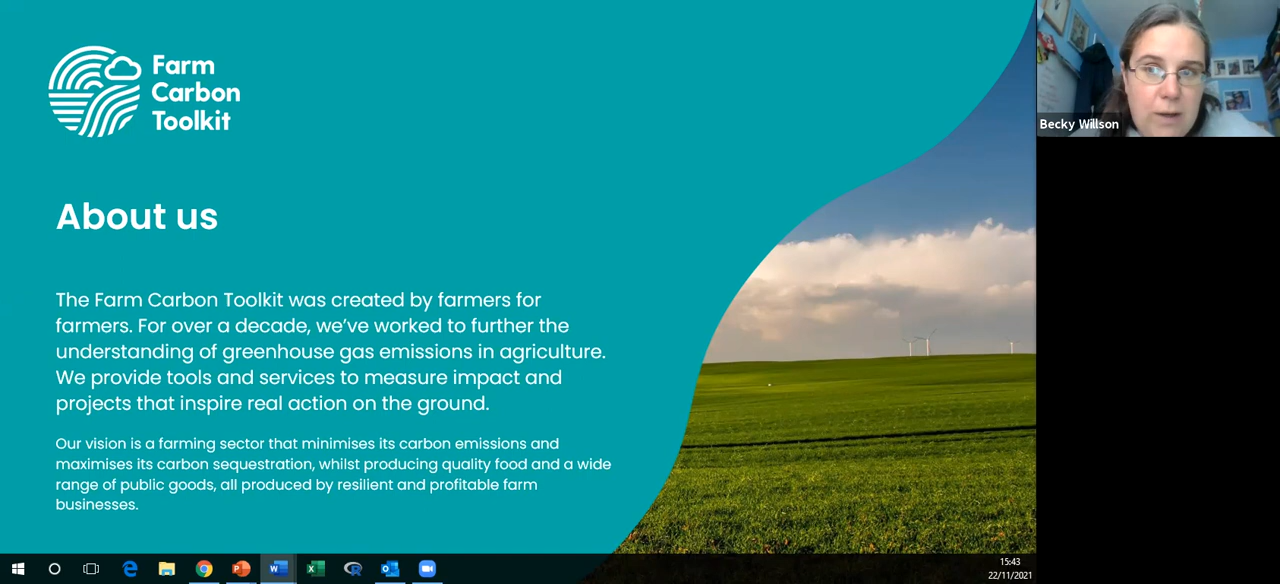 Farm
Carbon
Toolkit
About us
The Farm Carbon Toolkit was created by farmers for
farmers. For over a decade, we’ve worked to further the
understanding of greenhouse gas emissions in agriculture.
We provide tools and services to measure impact and
projects that inspire real action on the ground.
Our vision is a farming sector that minimises its carbon emissions and
maximises its carbon sequestration, whilst producing quality food and a wide
range of public goods, all produced by resilient and profitable farm
businesses.
Becky Willson
15:43
22/11/2021